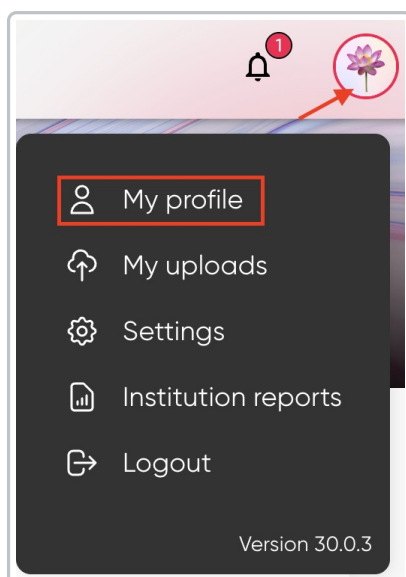 1
My profile
My uploads
Settings
Institution reports
Logout
Version 30.0.3